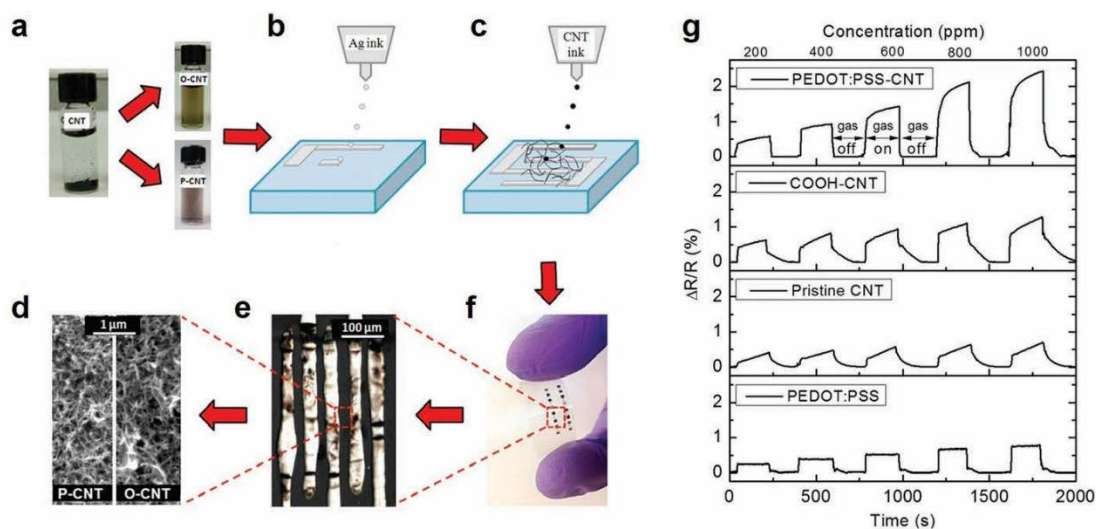 a
b
c
CNT
O-CNT
P-CNT
Ag ink
CNT
ink
d
e
f
1 µm
P-CNT
O-CNT
100 µm
g
Concentration (ppm)
200 400 600 800 1000
PEDOT:PSS-CNT
gas
off
gas
on
gas
off
COOH-CNT
Pristine CNT
PEDOT:PSS
ΔR/R (%)
2
1
0
2
1
0
2
1
0
2
1
0
0 500 1000 1500 2000
Time (s)